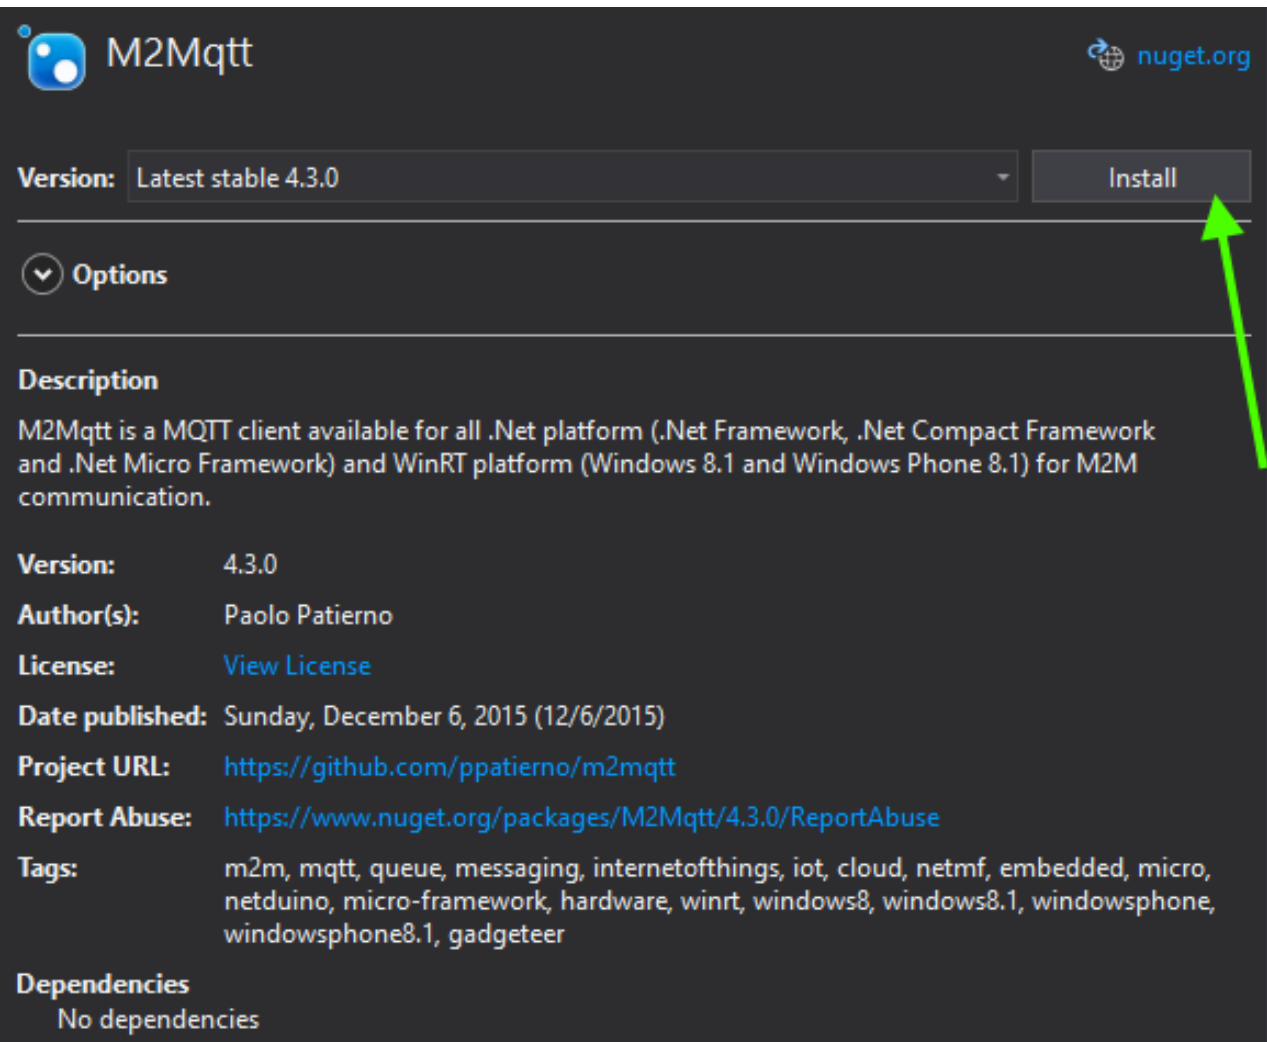 M2Mqtt
nuget.org
Version: Latest stable 4.3.0 Install
Options
Description
M2Mqtt is a MQTT client available for all .Net platform (.Net Framework, .Net Compact Framework
and .Net Micro Framework) and WinRT platform (Windows 8.1 and Windows Phone 8.1) for M2M
communication.
Version: 4.3.0
Author(s): Paolo Patierno
License: View License
Date published: Sunday, December 6, 2015 (12/6/2015)
Project URL: https://github.com/ppatierno/m2mqtt
Report Abuse: https://www.nuget.org/packages/M2Mqtt/4.3.0/ReportAbuse
Tags: m2m, mqtt, queue, messaging, internetofthings, iot, cloud, netmf, embedded, micro,
netduino, micro-framework, hardware, winrt, windows8, windows8.1, windowsphone,
windowsphone8.1, gadgeteer
Dependencies
No dependencies